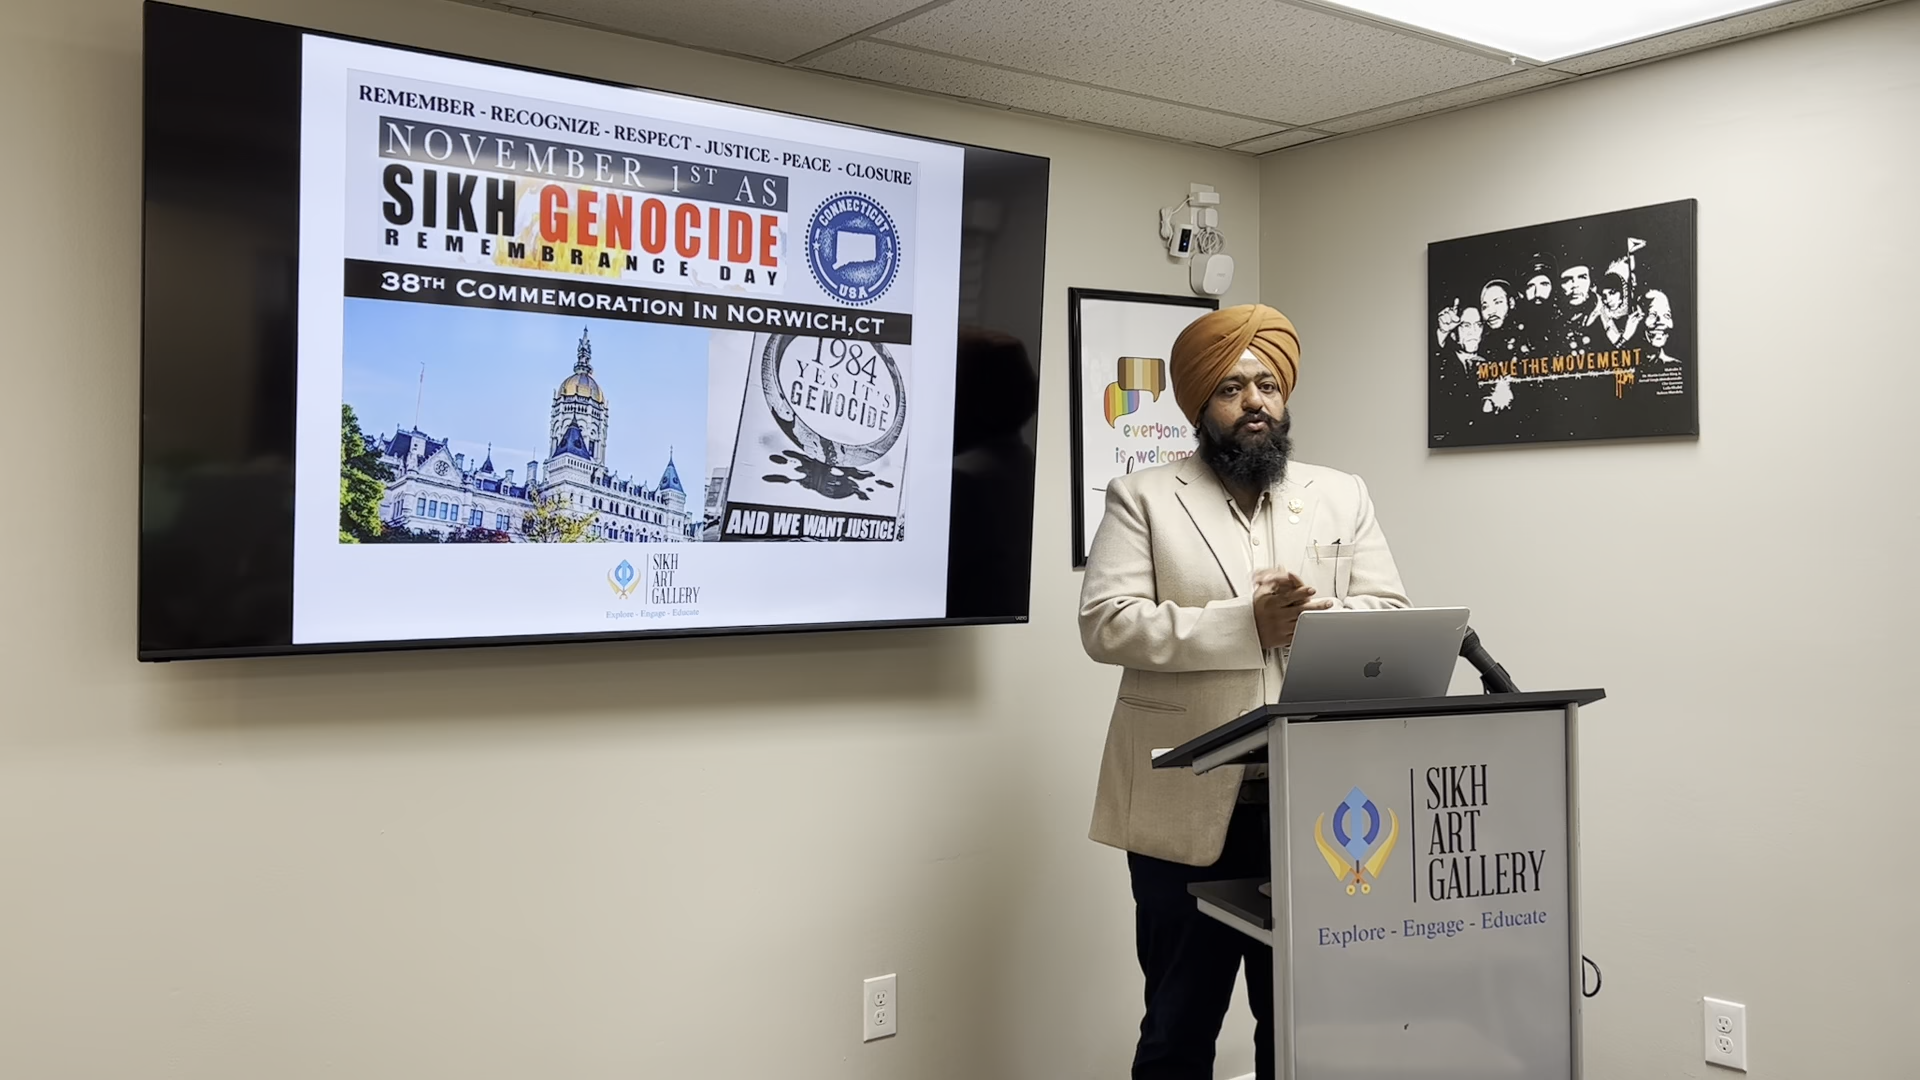 REMEMBER - RECOGNIZE - RESPECT - JUSTICE - PEACE - CLOSURE
NOVEMBER 1ST AS
SIKH GENOCIDE
REMEMBRANCE DAY
CONNECTICUT
USA
38TH COMMEMORATION IN NORWICH,CT
1984
YES IT'S
GENOCIDE
AND WE WANT JUSTICE
SIKH
ART
GALLERY
Explore - Engage - Educate
everyone
is welcome
MOVE THE MOVEMENT
SIKH
ART
GALLERY
Explore - Engage - Educate